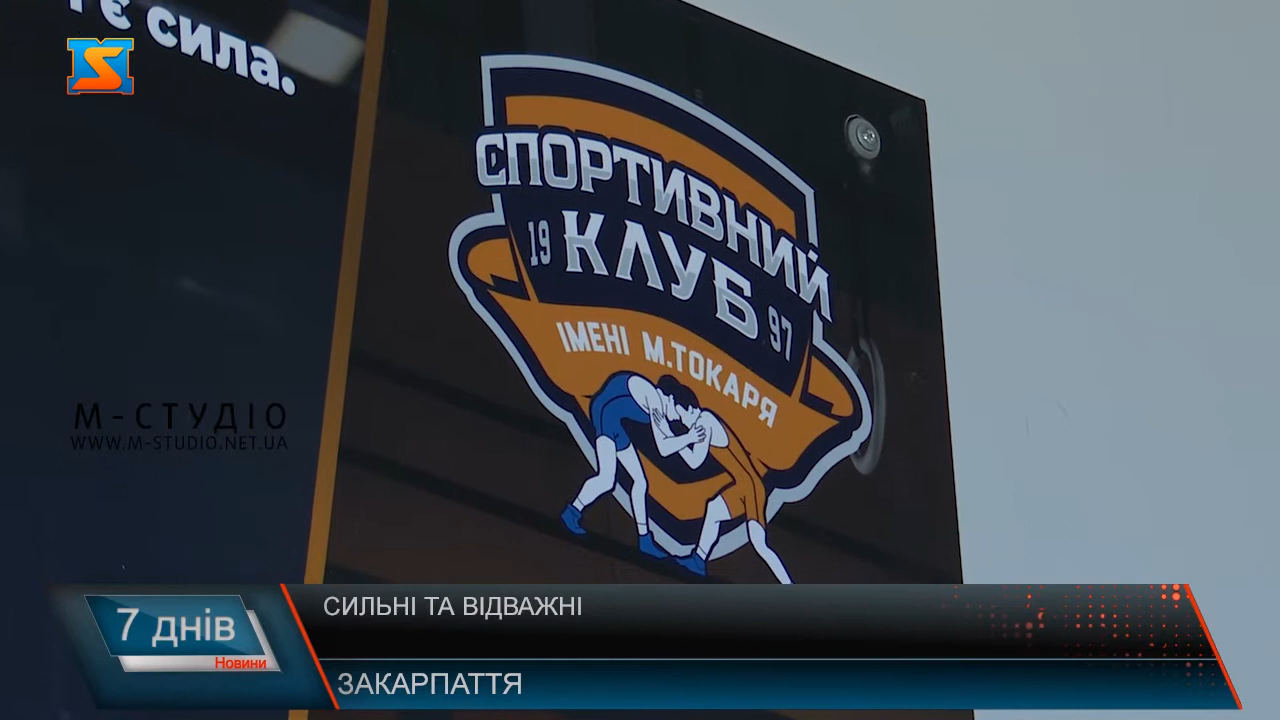 є сила.
СПОРТИВНИЙ
19 КЛУБ 97
ІМЕНІ М.ТОКАРЯ
М-СТУДІО
WWW.M-STUDIO.NET.UA
7 днів
Новини
СИЛЬНІ ТА ВІДВАЖНІ
ЗАКАРПАТТЯ